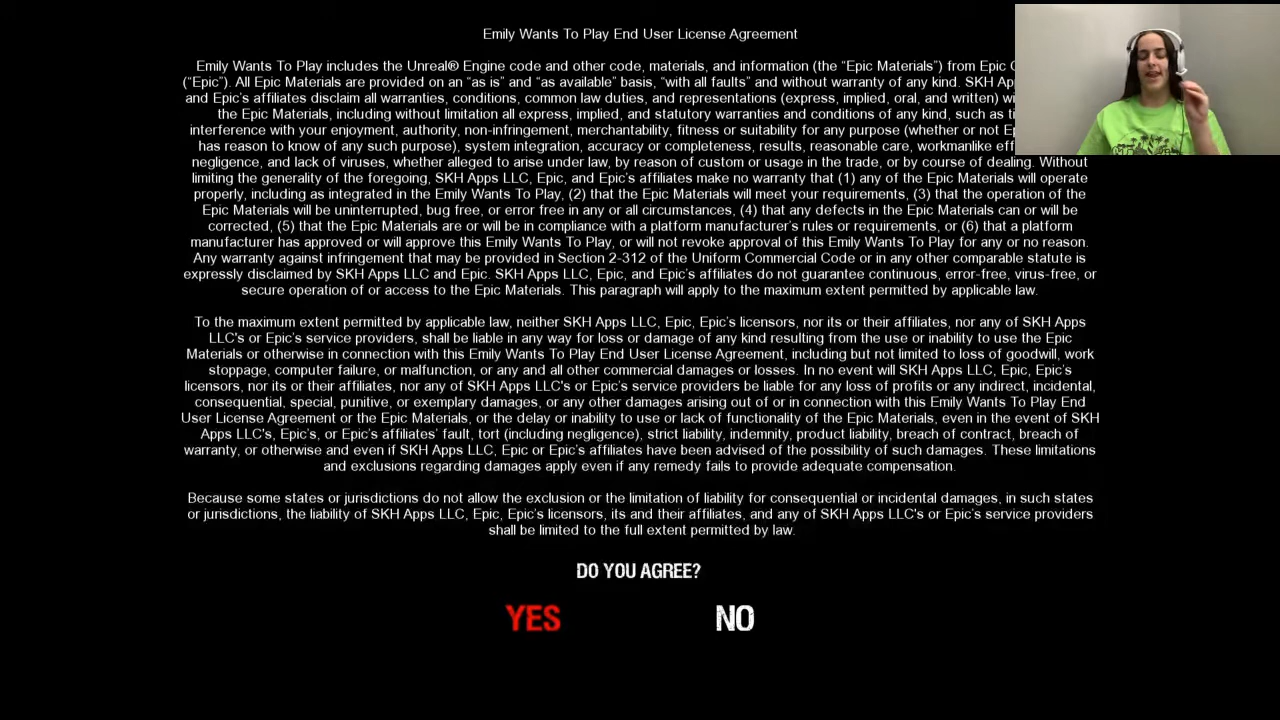 Emily Wants To Play End User License Agreement
Emily Wants To Play includes the Unreal® Engine code and other code, materials, and information (the “Epic Materials”) from Epic
(“Epic”). All Epic Materials are provided on an “as is” and “as available” basis, “with all faults” and without warranty of any kind. SKH
and Epic’s affiliates disclaim all warranties, conditions, common law duties, and representations (express, implied, oral, and written)
the Epic Materials, including without limitation all express, implied, and statutory warranties and conditions of any kind, such as
interference with your enjoyment, authority, non-infringement, merchantability, fitness or suitability for any purpose (whether or not
has reason to know of any such purpose), system integration, accuracy or completeness, results, reasonable care, workmanlike
negligence, and lack of viruses, whether alleged to arise under law, by reason of custom or usage in the trade, or by course of dealing. Without
limiting the generality of the foregoing, SKH Apps LLC, Epic, and Epic’s affiliates make no warranty that (1) any of the Epic Materials will operate
properly, including as integrated in the Emily Wants To Play, (2) that the Epic Materials will meet your requirements, (3) that the operation of the
Epic Materials will be uninterrupted, bug free, or error free in any or all circumstances, (4) that any defects in the Epic Materials can or will be
corrected, (5) that the Epic Materials are or will be in compliance with a platform manufacturer’s rules or requirements, or (6) that a platform
manufacturer has approved or will approve this Emily Wants To Play, or will not revoke approval of this Emily Wants To Play for any or no reason.
Any warranty against infringement that may be provided in Section 2-312 of the Uniform Commercial Code or in any other comparable statute is
expressly disclaimed by SKH Apps LLC and Epic. SKH Apps LLC, Epic, and Epic’s affiliates do not guarantee continuous, error-free, virus-free, or
secure operation of or access to the Epic Materials. This paragraph will apply to the maximum extent permitted by applicable law.
To the maximum extent permitted by applicable law, neither SKH Apps LLC, Epic, Epic’s licensors, nor its or their affiliates, nor any of SKH Apps
LLC's or Epic’s service providers, shall be liable in any way for loss or damage of any kind resulting from the use or inability to use the Epic
Materials or otherwise in connection with this Emily Wants To Play End User License Agreement, including but not limited to loss of goodwill, work
stoppage, computer failure, or malfunction, or any and all other commercial damages or losses. In no event will SKH Apps LLC, Epic, Epic’s
licensors, nor its or their affiliates, nor any of SKH Apps LLC's or Epic’s service providers be liable for any loss of profits or any indirect, incidental,
consequential, special, punitive, or exemplary damages, or any other damages arising out of or in connection with this Emily Wants To Play End
User License Agreement or the Epic Materials, or the delay or inability to use or lack of functionality of the Epic Materials, even in the event of SKH
Apps LLC's, Epic’s, or Epic’s affiliates’ fault, tort (including negligence), strict liability, indemnity, product liability, breach of contract, breach of
warranty, or otherwise and even if SKH Apps LLC, Epic or Epic’s affiliates have been advised of the possibility of such damages. These limitations
and exclusions regarding damages apply even if any remedy fails to provide adequate compensation.
Because some states or jurisdictions do not allow the exclusion or the limitation of liability for consequential or incidental damages, in such states
or jurisdictions, the liability of SKH Apps LLC, Epic, Epic’s licensors, its and their affiliates, and any of SKH Apps LLC's or Epic’s service providers
shall be limited to the full extent permitted by law.
DO YOU AGREE?
YES NO